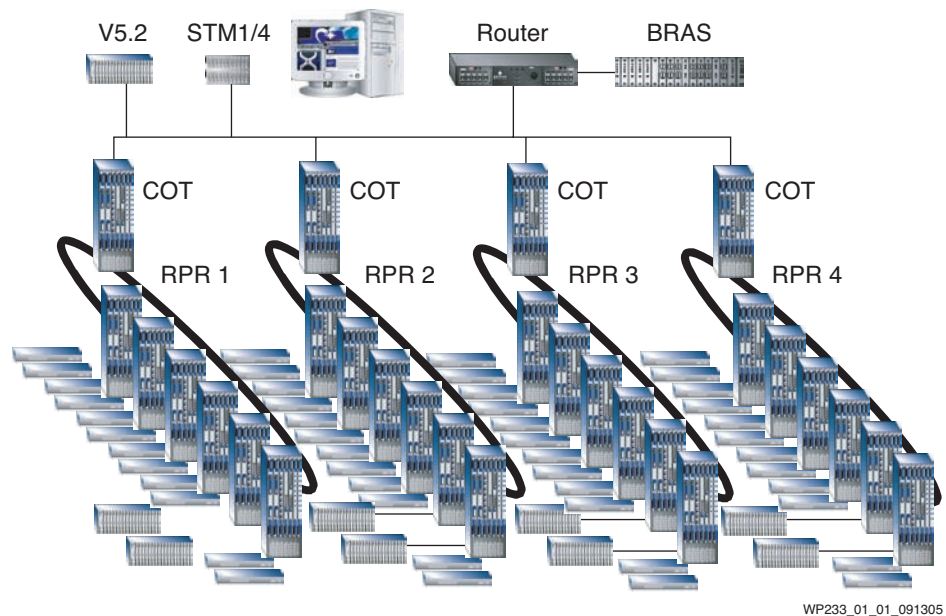 V5.2
STM1/4
Router
BRAS
COT
COT
COT
COT
RPR 1
RPR 2
RPR 3
RPR 4
WP233_01_01_091305